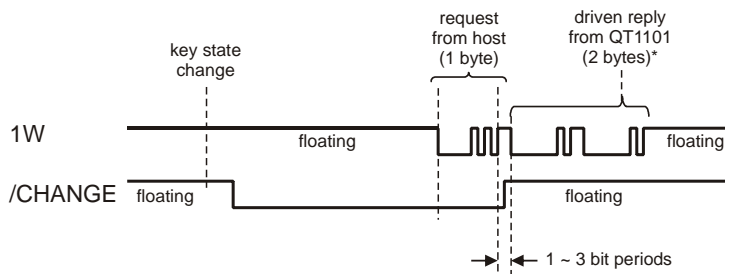 request
from host
(1 byte)
driven reply
from QT1101
(2 bytes)*
key state
change
1W
floating
floating
/CHANGE
floating
floating
1 ~ 3 bit periods